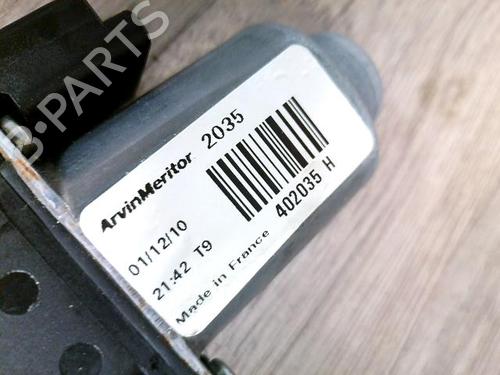 B-PARTS
ArvinMeritor 2035
01/12/10
21:42 T9
402035 H
Made in France